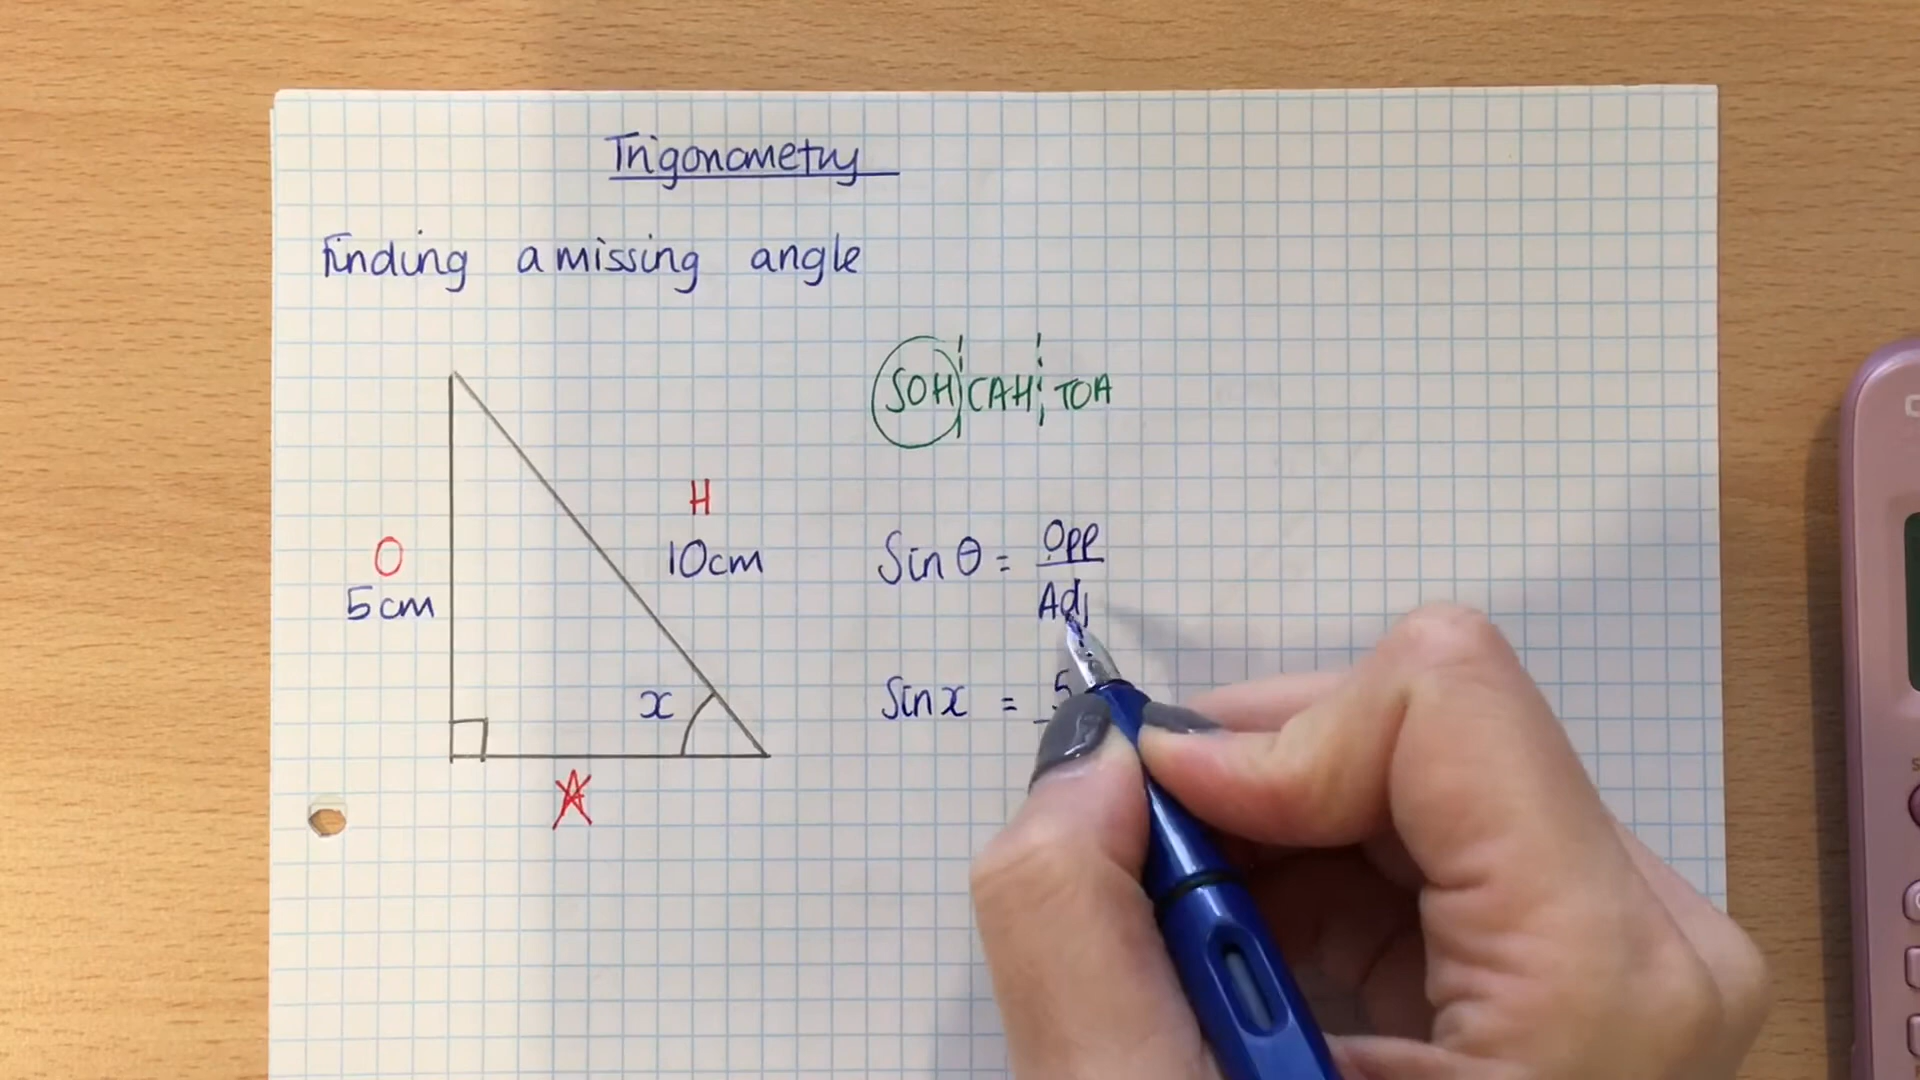 Trigonometry
Finding a missing angle
SOH CAH TOA
H
10cm
O
5cm
Sin θ = Opp
Adj
x
Sin x = 5
A